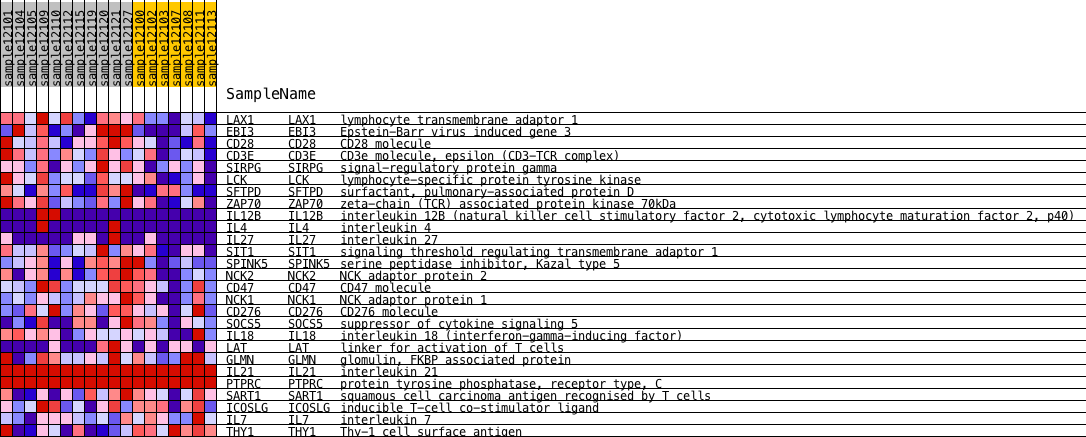 sample12101
sample12104
sample12105
sample12109
sample12110
sample12112
sample12115
sample12119
sample12120
sample12121
sample12127
sample12100
sample12102
sample12103
sample12107
sample12108
sample12111
sample12113
SampleName
LAX1 LAX1 lymphocyte transmembrane adaptor 1
EBI3 EBI3 Epstein-Barr virus induced gene 3
CD28 CD28 CD28 molecule
CD3E CD3E CD3e molecule, epsilon (CD3-TCR complex)
SIRPG SIRPG signal-regulatory protein gamma
LCK LCK lymphocyte-specific protein tyrosine kinase
SFTPD SFTPD surfactant, pulmonary-associated protein D
ZAP70 ZAP70 zeta-chain (TCR) associated protein kinase 70kDa
IL12B IL12B interleukin 12B (natural killer cell stimulatory factor 2, cytotoxic lymphocyte maturation factor 2, p40)
IL4 IL4 interleukin 4
IL27 IL27 interleukin 27
SIT1 SIT1 signaling threshold regulating transmembrane adaptor 1
SPINK5 SPINK5 serine peptidase inhibitor, Kazal type 5
NCK2 NCK2 NCK adaptor protein 2
CD47 CD47 CD47 molecule
NCK1 NCK1 NCK adaptor protein 1
CD276 CD276 CD276 molecule
SOCS5 SOCS5 suppressor of cytokine signaling 5
IL18 IL18 interleukin 18 (interferon-gamma-inducing factor)
LAT LAT linker for activation of T cells
GLMN GLMN glomulin, FKBP associated protein
IL21 IL21 interleukin 21
PTPRC PTPRC protein tyrosine phosphatase, receptor type, C
SART1 SART1 squamous cell carcinoma antigen recognised by T cells
ICOSLG ICOSLG inducible T-cell co-stimulator ligand
IL7 IL7 interleukin 7
THY1 THY1 Thy-1 cell surface antigen